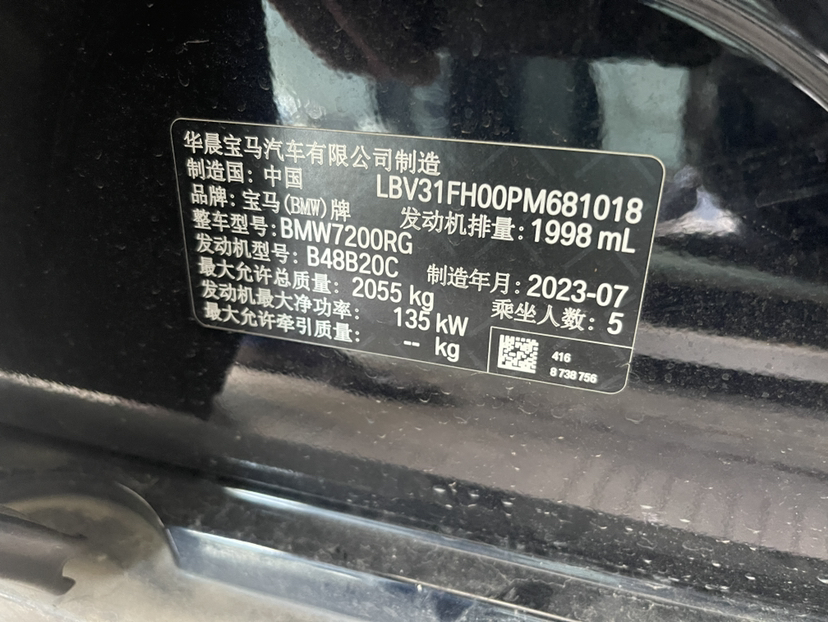 华晨宝马汽车有限公司制造
制造国: 中国 LBV31FH00PM681018
品牌: 宝马(BMW)牌 发动机排量: 1998 mL
整车型号: BMW7200RG
发动机型号: B48B20C 制造年月: 2023-07
最大允许总质量: 2055 kg 乘坐人数: 5
发动机最大净功率: 135 kW
最大允许牵引质量: -- kg
416
8 738 756